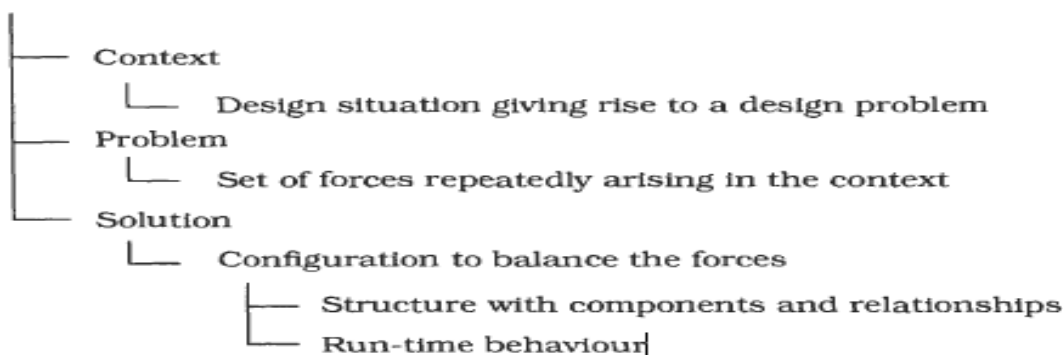 Context
Design situation giving rise to a design problem
Problem
Set of forces repeatedly arising in the context
Solution
Configuration to balance the forces
Structure with components and relationships
Run-time behaviour